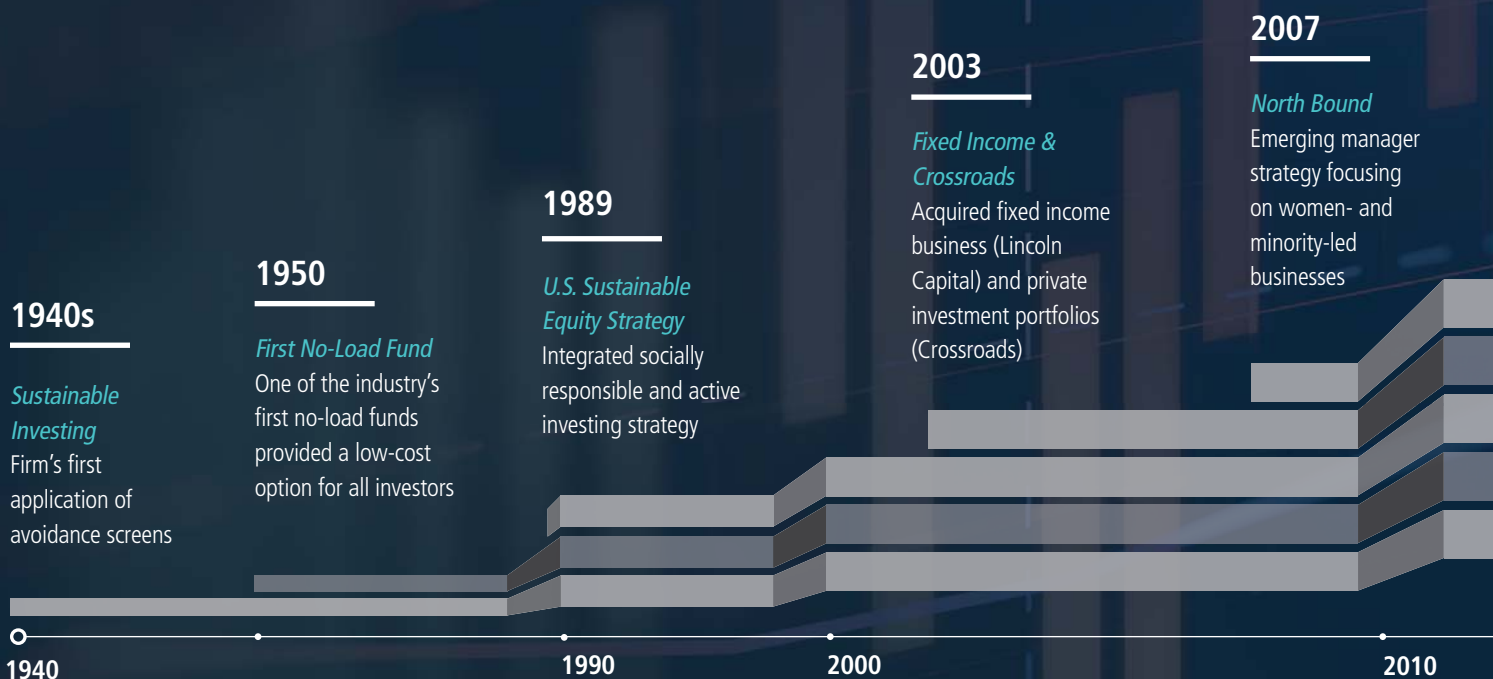 1940s
Sustainable
Investing
Firm's first
application of
avoidance screens
1950
First No-Load Fund
One of the industry's
first no-load funds
provided a low-cost
option for all investors
1989
U.S. Sustainable
Equity Strategy
Integrated socially
responsible and active
investing strategy
2003
Fixed Income &
Crossroads
Acquired fixed income
business (Lincoln
Capital) and private
investment portfolios
(Crossroads)
2007
North Bound
Emerging manager
strategy focusing
on women- and
minority-led
businesses
1940
1990
2000
2010